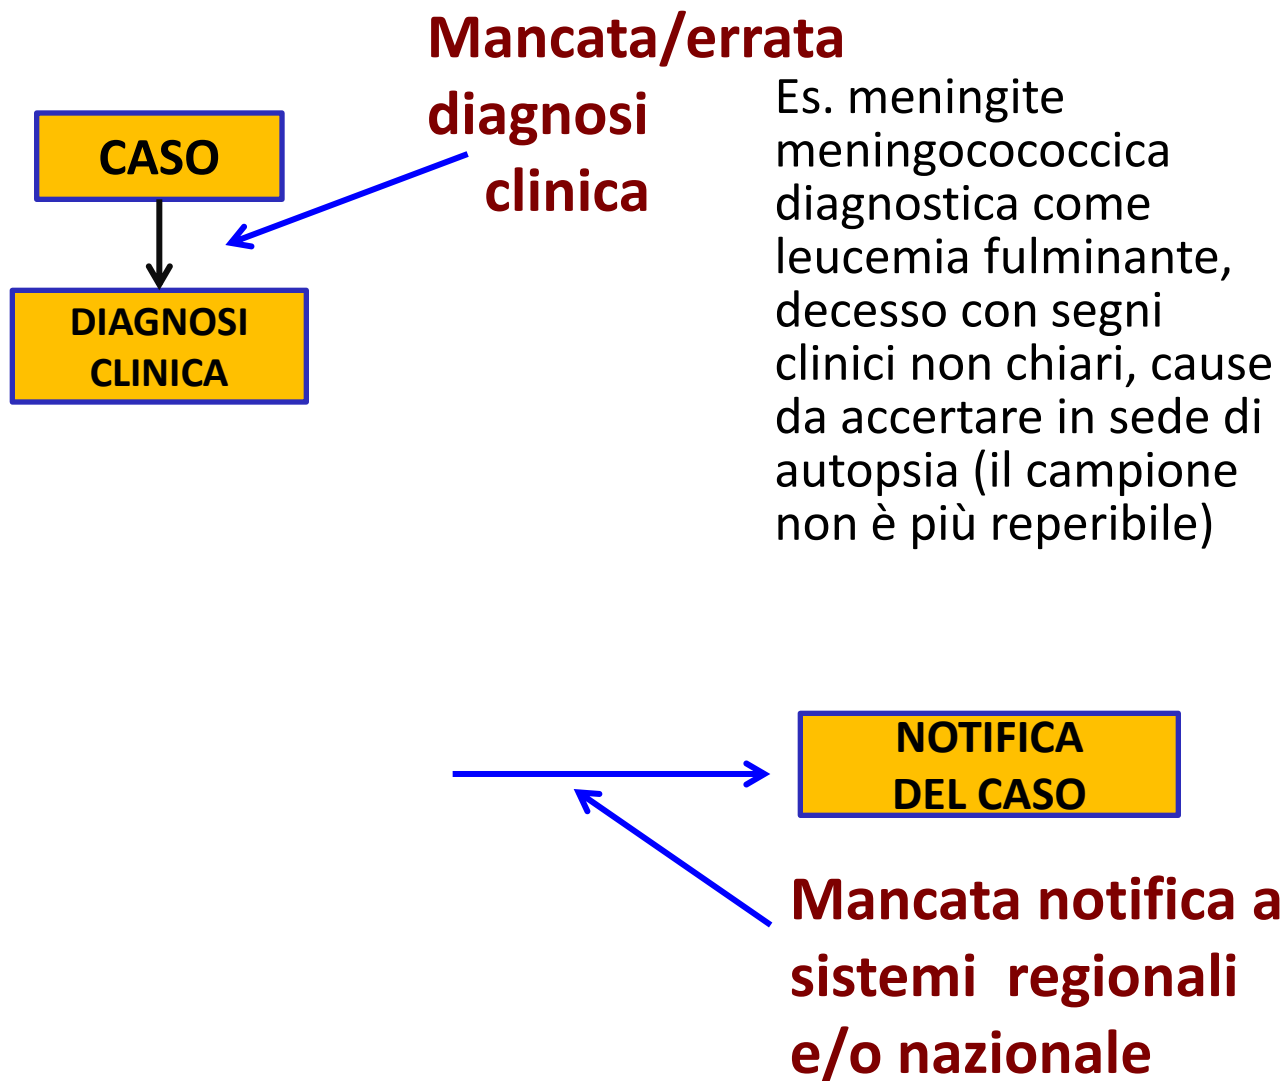 Mancata/errata
diagnosi
clinica
CASO
DIAGNOSI
CLINICA
Es. meningite
meningocococcica
diagnostica come
leucemia fulminante,
decesso con segni
clinici non chiari, cause
da accertare in sede di
autopsia (il campione
non è più reperibile)
NOTIFICA
DEL CASO
Mancata notifica a
sistemi  regionali
e/o nazionale